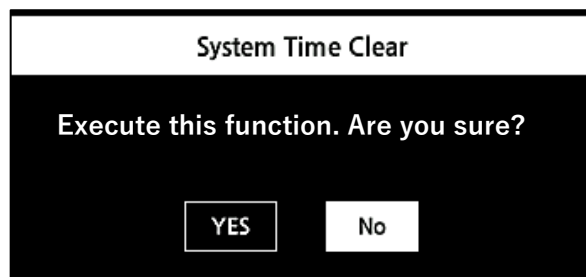 System Time Clear
Execute this function. Are you sure?
YES No